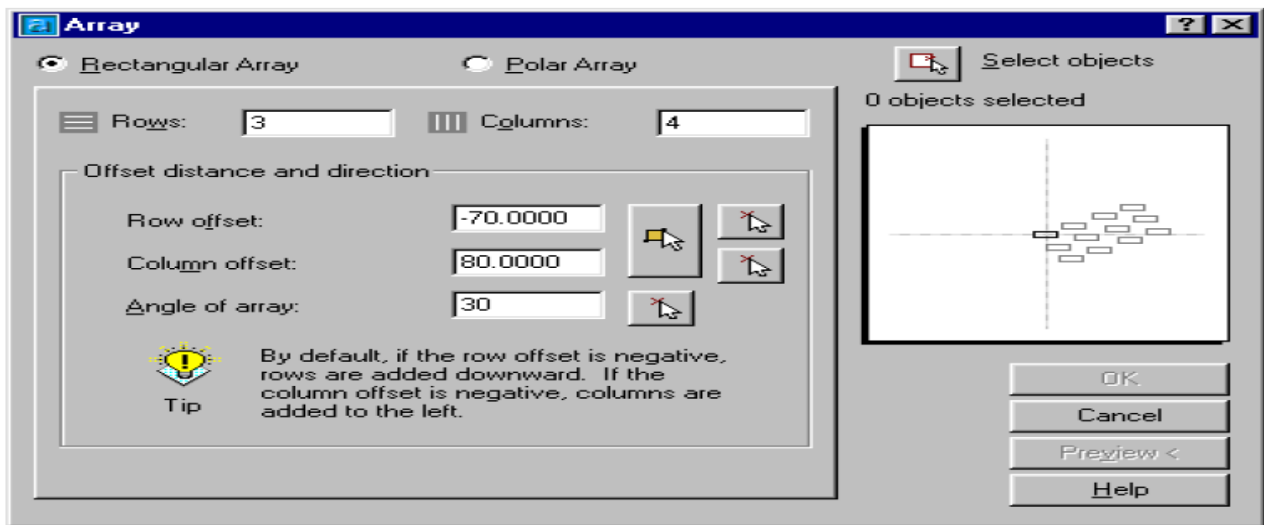 Array
Rectangular Array
Polar Array
Select objects
0 objects selected
Rows:
3
Columns:
4
Offset distance and direction
Row offset:
-70.0000
Column offset:
80.0000
Angle of array:
30
Tip
By default, if the row offset is negative,
rows are added downward. If the
column offset is negative, columns are
added to the left.
OK
Cancel
Preview <
Help